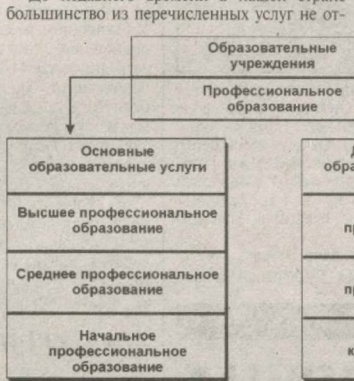 большинство из перечисленных услуг не от-
Образовательные
учреждения
Профессиональное
образование
Основные
образовательные услуги
Высшее профессиональное
образование
Среднее профессиональное
образование
Начальное
профессиональное
образование
обра
п
п
к